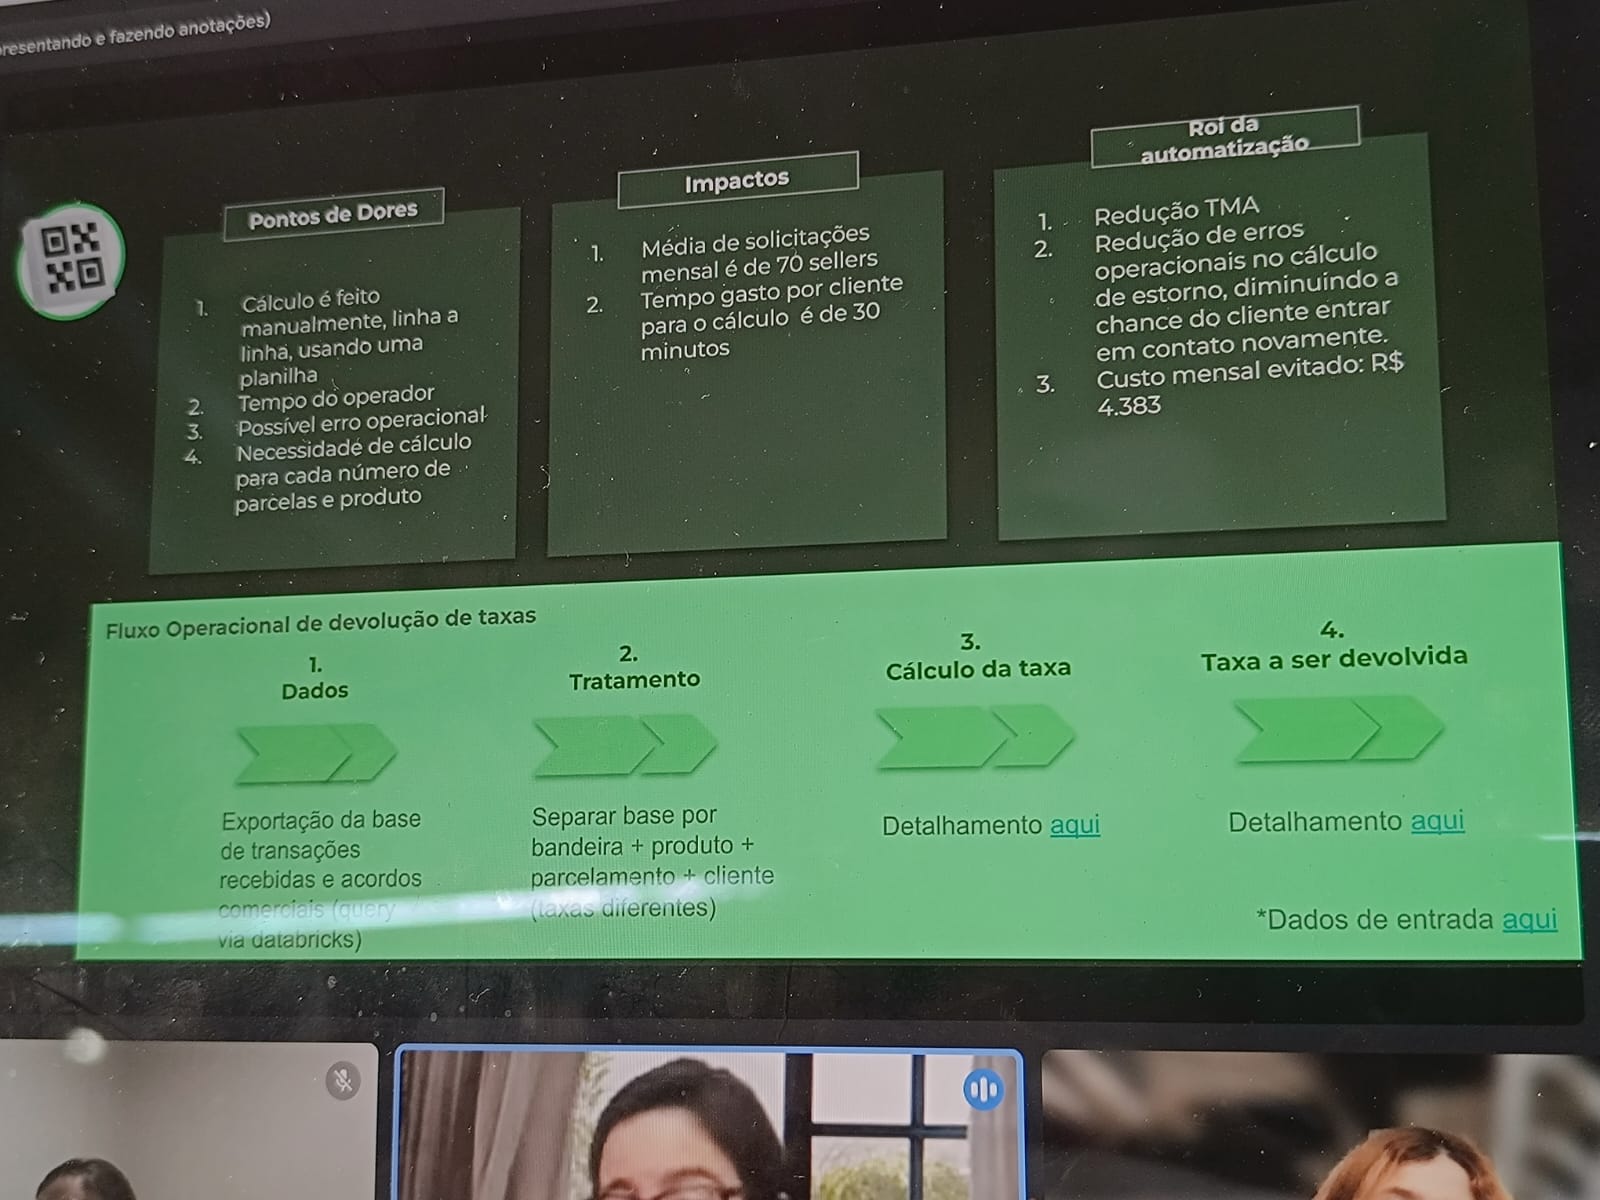 presentando e fazendo anotações)
Pontos de Dores
1. Cálculo é feito
manualmente, linha a
linha, usando uma
planilha
2. Tempo do operador
3. Possível erro operacional
4. Necessidade de cálculo
para cada número de
parcelas e produto
Impactos
1. Média de solicitações
mensal é de 70 sellers
2. Tempo gasto por cliente
para o cálculo é de 30
minutos
Roi da
automatização
1. Redução TMA
2. Redução de erros
operacionais no cálculo
de estorno, diminuindo a
chance do cliente entrar
em contato novamente.
3. Custo mensal evitado: R$
4.383
Fluxo Operacional de devolução de taxas
1.
Dados
Exportação da base
de transações
recebidas e acordos
comerciais (query
via databricks)
2.
Tratamento
Separar base por
bandeira + produto +
parcelamento + cliente
(taxas diferentes)
3.
Cálculo da taxa
Detalhamento aqui
4.
Taxa a ser devolvida
Detalhamento aqui
*Dados de entrada aqui